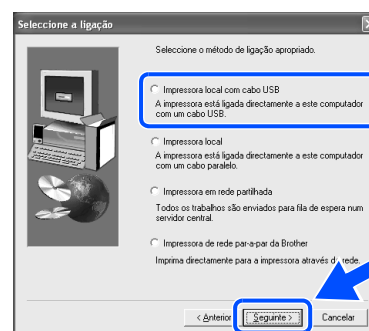 Seleccione a ligação
Seleccione o método de ligação apropriado.
Impressora local com cabo USB
A impressora está ligada directamente a este computador
com um cabo USB.
Impressora local
A impressora está ligada directamente a este computador
com um cabo paralelo.
Impressora em rede partilhada
Todos os trabalhos são enviados para fila de espera num
servidor central.
Impressora de rede par-a-par da Brother
Imprima directamente para a impressora através da rede.
< Anterior
Seguinte >
Cancelar